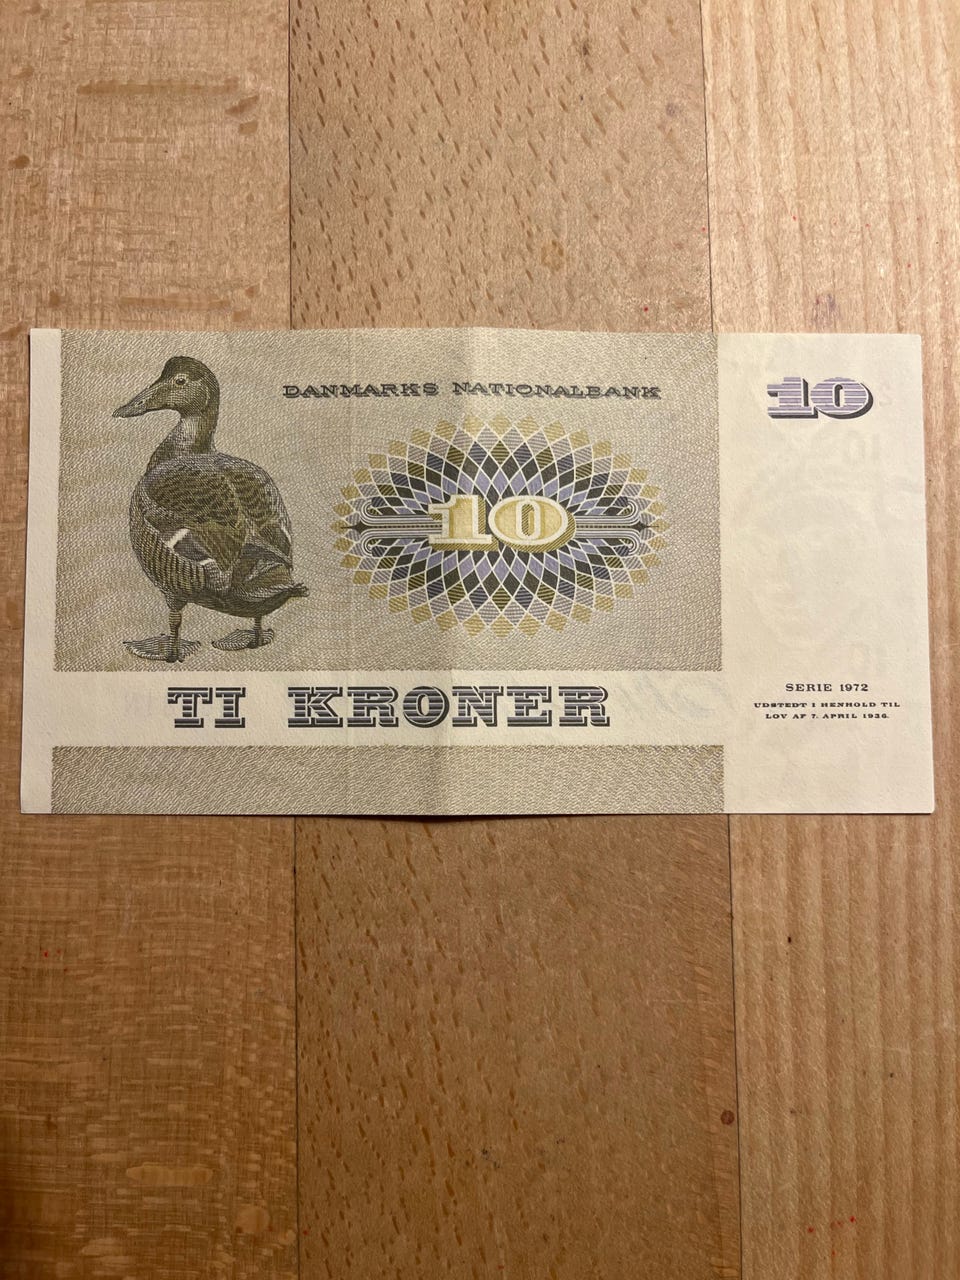 DANMARKS NATIONALBANK
10
10
TI KRONER
SERIE 1972
UDSTEDT I HENHOLD TIL
LOV AF 7. APRIL 1936.